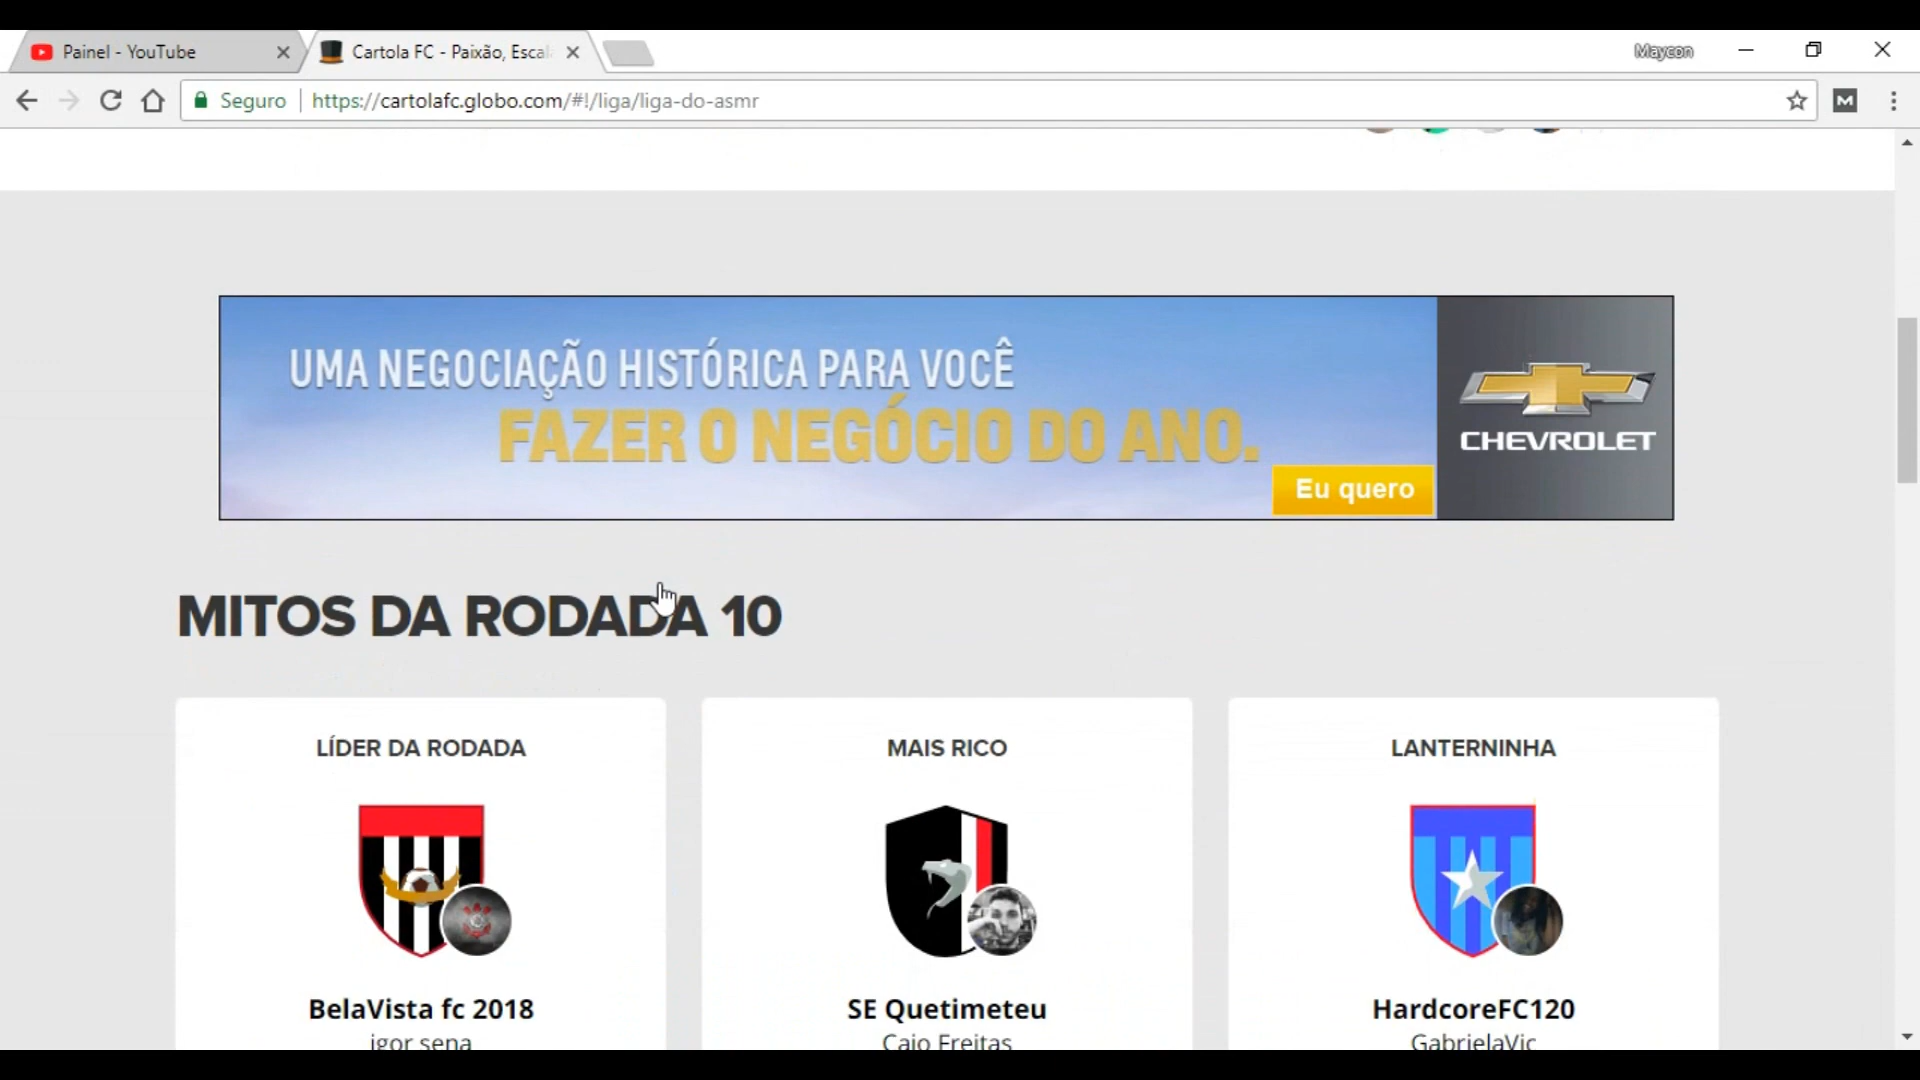 Painel - YouTube
Cartola FC - Paixão, Escal
Maycon
Seguro
https://cartolafc.globo.com/#!/liga/liga-do-asmr
M
UMA NEGOCIAÇÃO HISTÓRICA PARA VOCÊ
FAZER O NEGÓCIO DO ANO.
Eu quero
CHEVROLET
MITOS DA RODADA 10
LÍDER DA RODADA
MAIS RICO
LANTERNINHA
BelaVista fc 2018
SE Quetimeteu
HardcoreFC120
igor sena
Caio Freitas
GabrielaVic